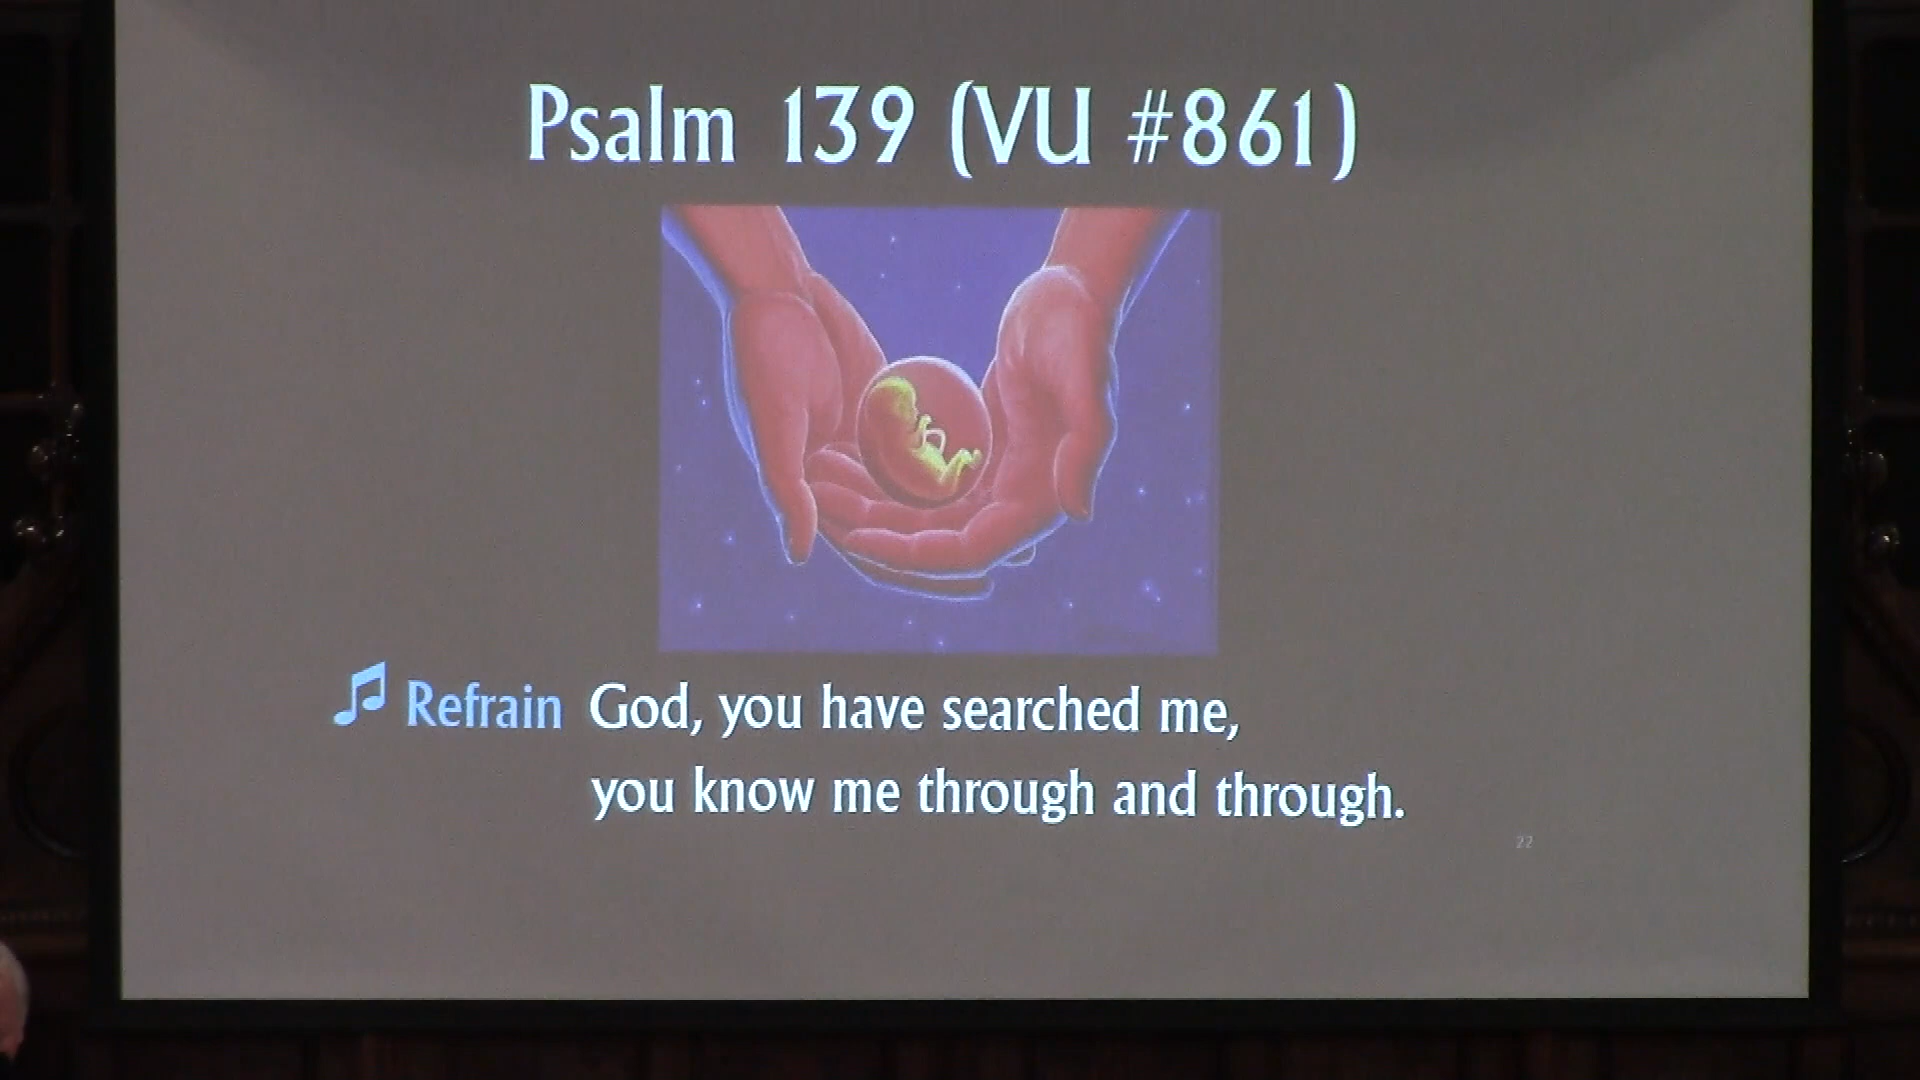 Psalm 139 (VU #861)
Refrain God, you have searched me,
you know me through and through.
22